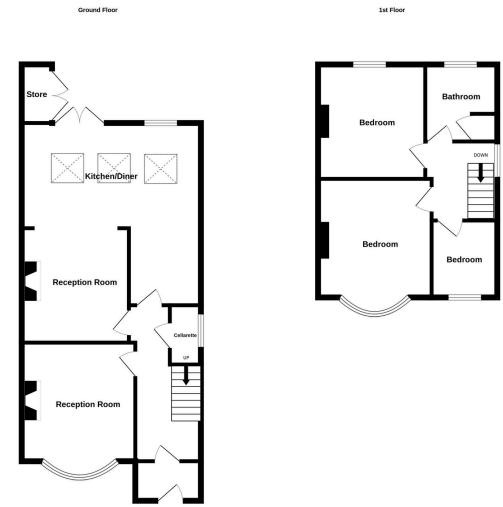 Ground Floor
1st Floor
Store
Kitchen/Diner
Reception Room
Cellarette
UP
Reception Room
Bedroom
Bathroom
DOWN
Bedroom
Bedroom